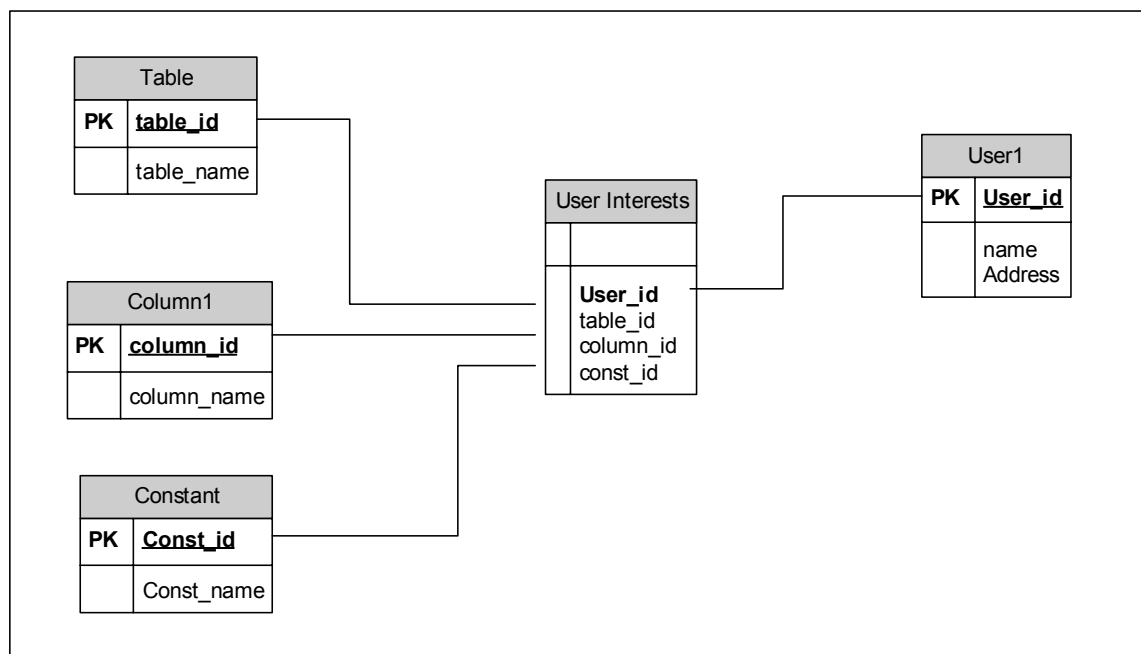 Table
PK table_id
table_name
Column1
PK column_id
column_name
Constant
PK Const_id
Const_name
User Interests
User_id
table_id
column_id
const_id
User1
PK User_id
name
Address